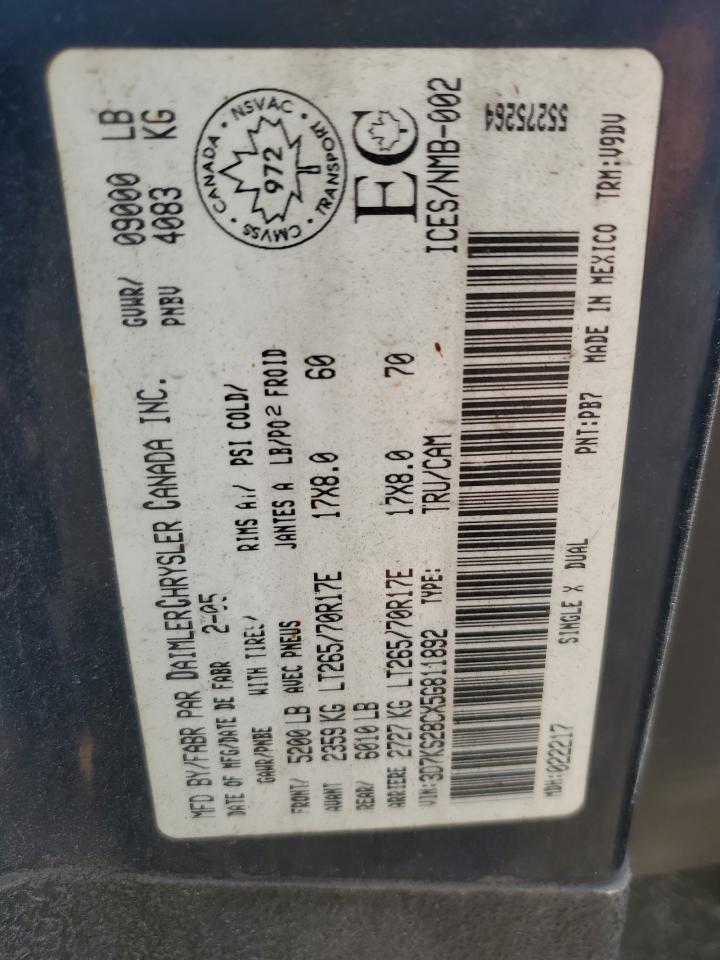 MFD BY/FABR PAR DAIMLERCHRYSLER CANADA INC.
DATE OF MFG/DATE DE FABR 2-05
GVWR/ 09000 LB
PNBV 4083 KG
GAWR/PNBE WITH TIRES/ RIMS AT/ PSI COLD/
AVEC PNEUS JANTES A LB/PO2 FROID
FRONT/ 5200 LB
AVANT 2359 KG LT265/70R17E 17X8.0 60
REAR/ 6010 LB
ARRIERE 2727 KG LT265/70R17E 17X8.0 70
VIN:3D7KS28CX5G811892 TYPE: TRU/CAM
CANADA · NSVAC · TRANSPORT · CMVSS ·
972
EC
ICES/NMB-002
SINGLE X DUAL
MDH:022217 PNT:PB7 MADE IN MEXICO TRM:V9DV
55275264